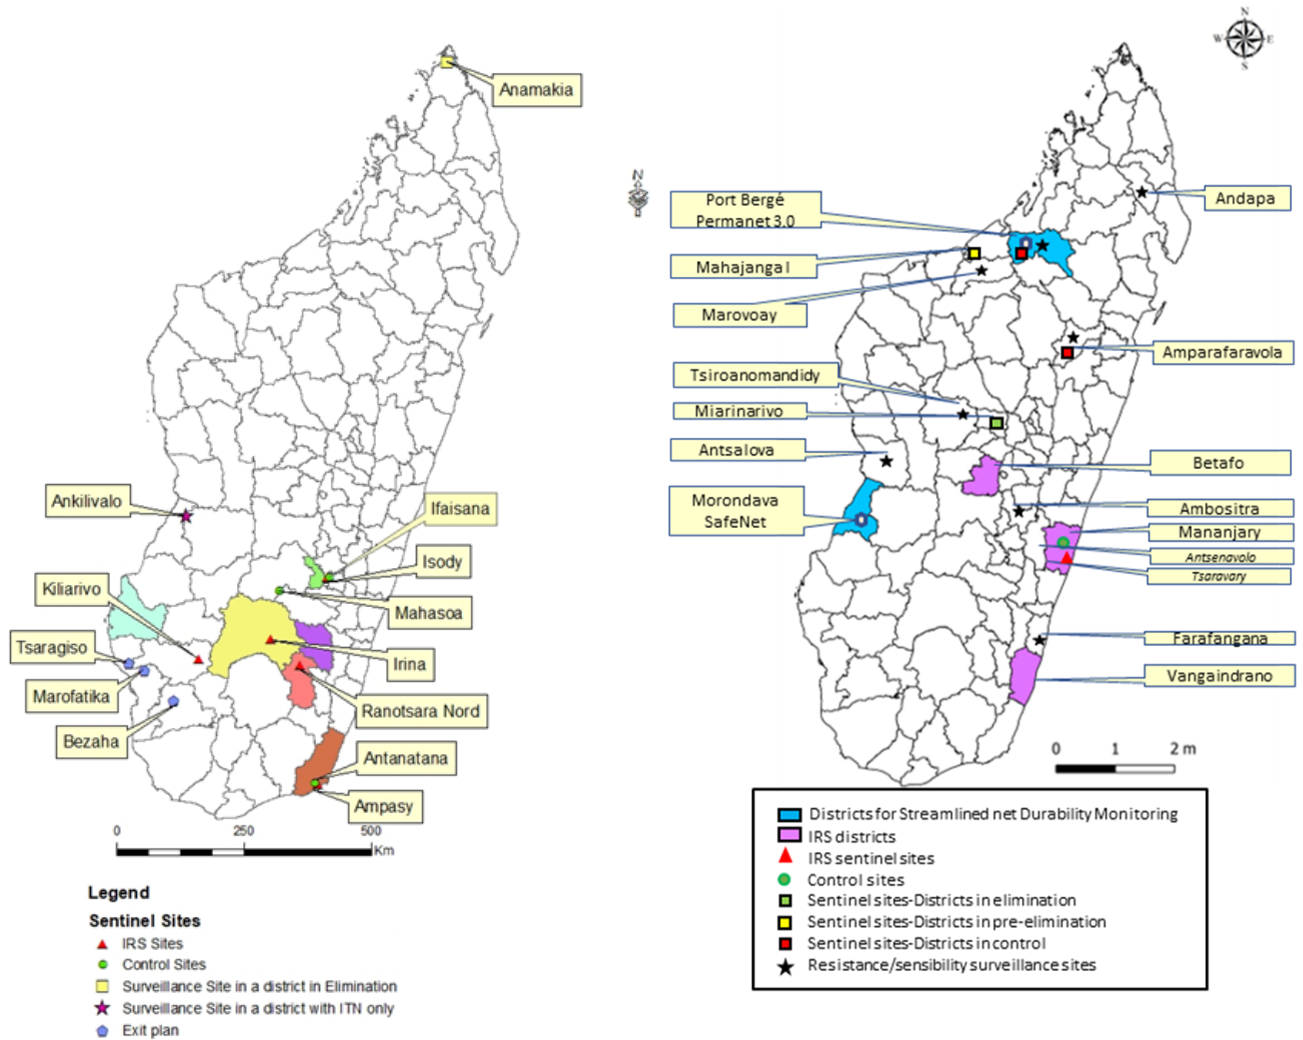 Anamakia
Ankilivalo
Ifaisana
Isody
Kiliarivo
Mahasoa
Tsaragiso
Irina
Marofatika
Ranotsara Nord
Bezaha
Antanatana
Ampasy
0 250 500
Km
Legend
Sentinel Sites
IRS Sites
Control Sites
Surveillance Site in a district in Elimination
Surveillance Site in a district with ITN only
Exit plan
N
N
W E
S
Port Bergé
Permanet 3.0
Andapa
Mahajanga I
Marovoay
Amparafaravola
Tsiroanomandidy
Miarinarivo
Antsalova
Betafo
Morondava
SafeNet
Ambositra
Mananjary
Antsenavolo
Tsaravary
Farafangana
Vangaindrano
0 1 2 m
Districts for Streamlined net Durability Monitoring
IRS districts
IRS sentinel sites
Control sites
Sentinel sites-Districts in elimination
Sentinel sites-Districts in pre-elimination
Sentinel sites-Districts in control
Resistance/sensibility surveillance sites